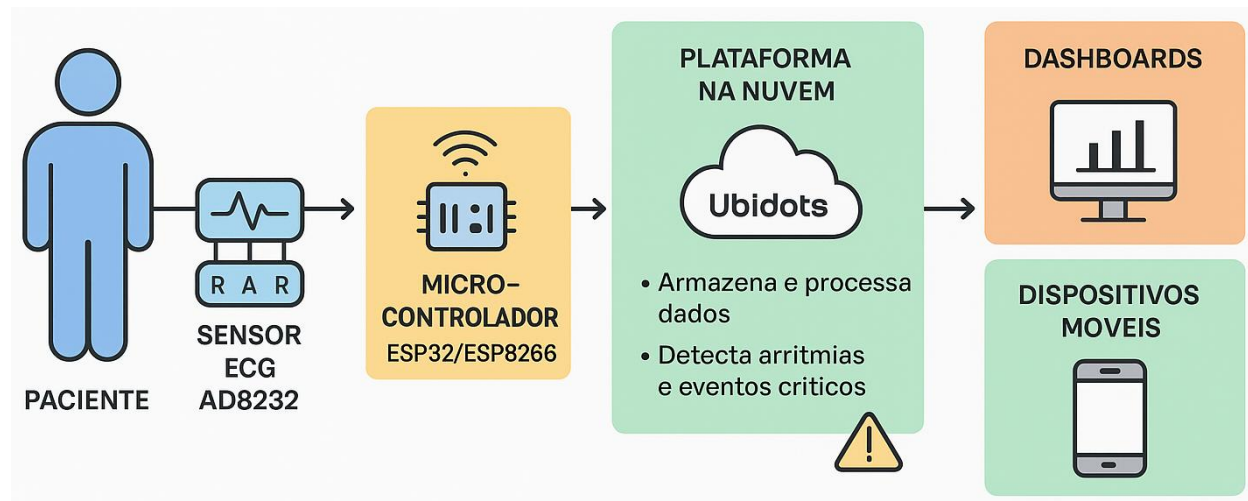 PACIENTE
R A R
SENSOR
ECG
AD8232
MICRO-
CONTROLADOR
ESP32/ESP8266
PLATAFORMA
NA NUVEM
Ubidots
• Armazena e processa
dados
• Detecta arritmias
e eventos criticos
!
DASHBOARDS
DISPOSITIVOS
MOVEIS